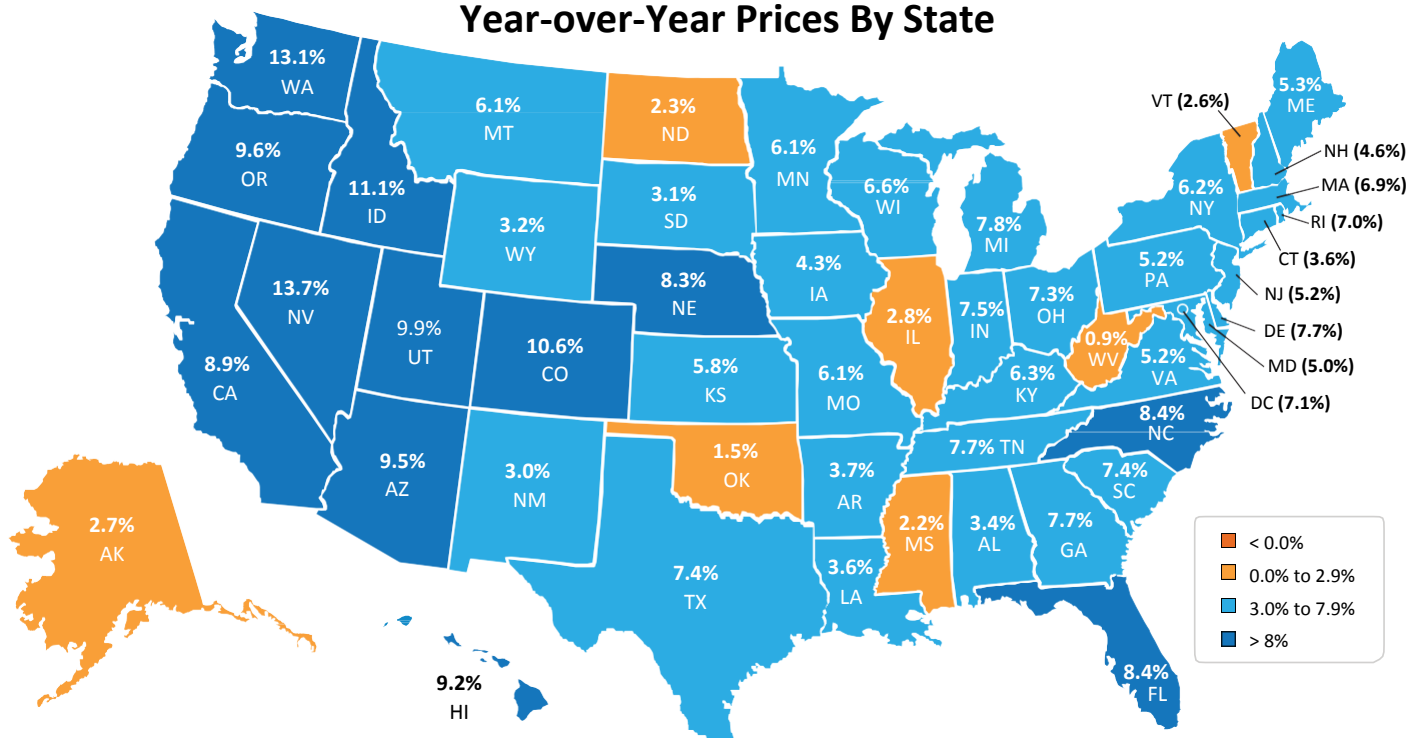 Year-over-Year Prices By State
13.1%
WA
9.6%
OR
11.1%
ID
6.1%
MT
2.3%
ND
3.1%
SD
3.2%
WY
6.1%
MN
6.6%
WI
7.8%
MI
5.3%
ME
VT (2.6%)
NH (4.6%)
MA (6.9%)
RI (7.0%)
CT (3.6%)
NJ (5.2%)
DE (7.7%)
MD (5.0%)
DC (7.1%)
6.2%
NY
5.2%
PA
8.9%
CA
13.7%
NV
9.9%
UT
10.6%
CO
8.3%
NE
4.3%
IA
2.8%
IL
7.5%
IN
7.3%
OH
0.9%
WV
5.2%
VA
5.8%
KS
6.1%
MO
6.3%
KY
8.4%
NC
7.7% TN
9.5%
AZ
3.0%
NM
1.5%
OK
3.7%
AR
7.4%
SC
2.2%
MS
3.4%
AL
7.7%
GA
7.4%
TX
3.6%
LA
8.4%
FL
2.7%
AK
9.2%
HI
< 0.0%
0.0% to 2.9%
3.0% to 7.9%
> 8%